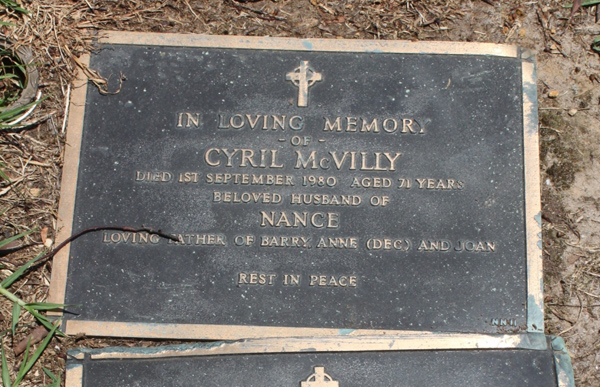 IN LOVING MEMORY
- OF -
CYRIL McVILLY
DIED 1ST SEPTEMBER 1980 AGED 71 YEARS
BELOVED HUSBAND OF
NANCE
LOVING FATHER OF BARRY, ANNE (DEC) AND JOAN
REST IN PEACE